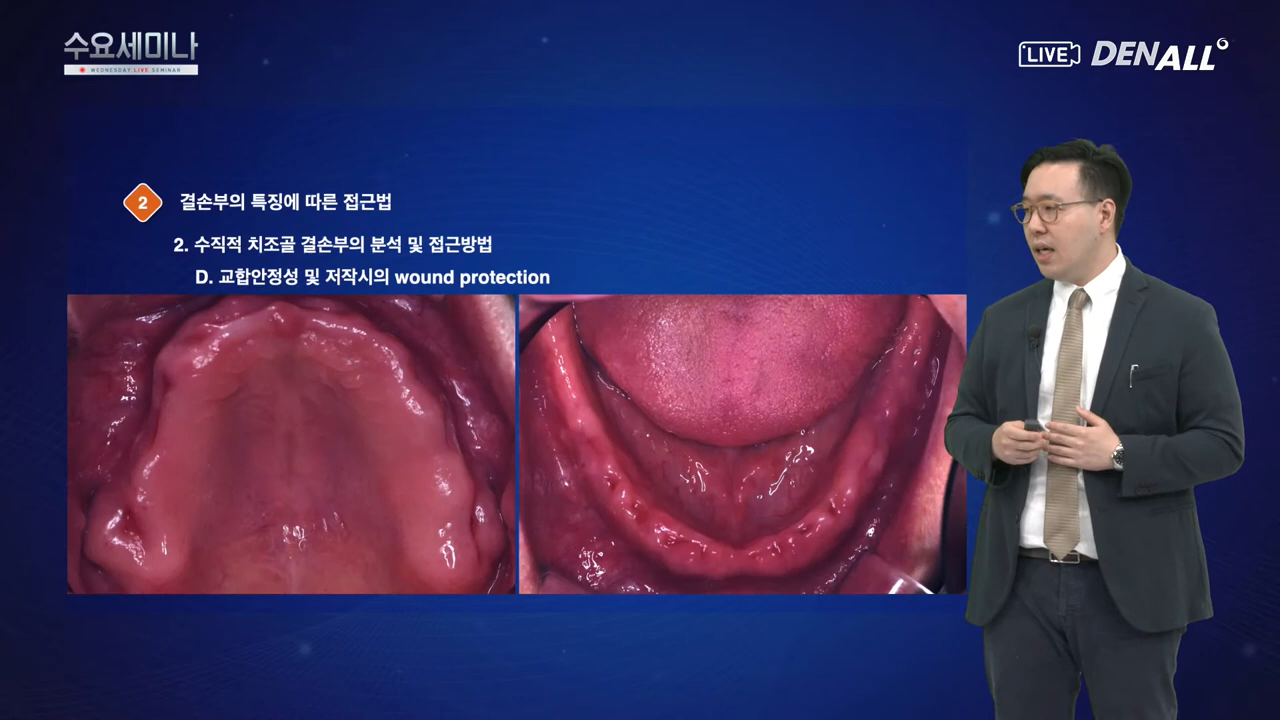 수요세미나
WEDNESDAY LIVE SEMINAR
LIVE
DENALL
2
결손부의 특징에 따른 접근법
2. 수직적 치조골 결손부의 분석 및 접근방법
D. 교합안정성 및 저작시의 wound protection